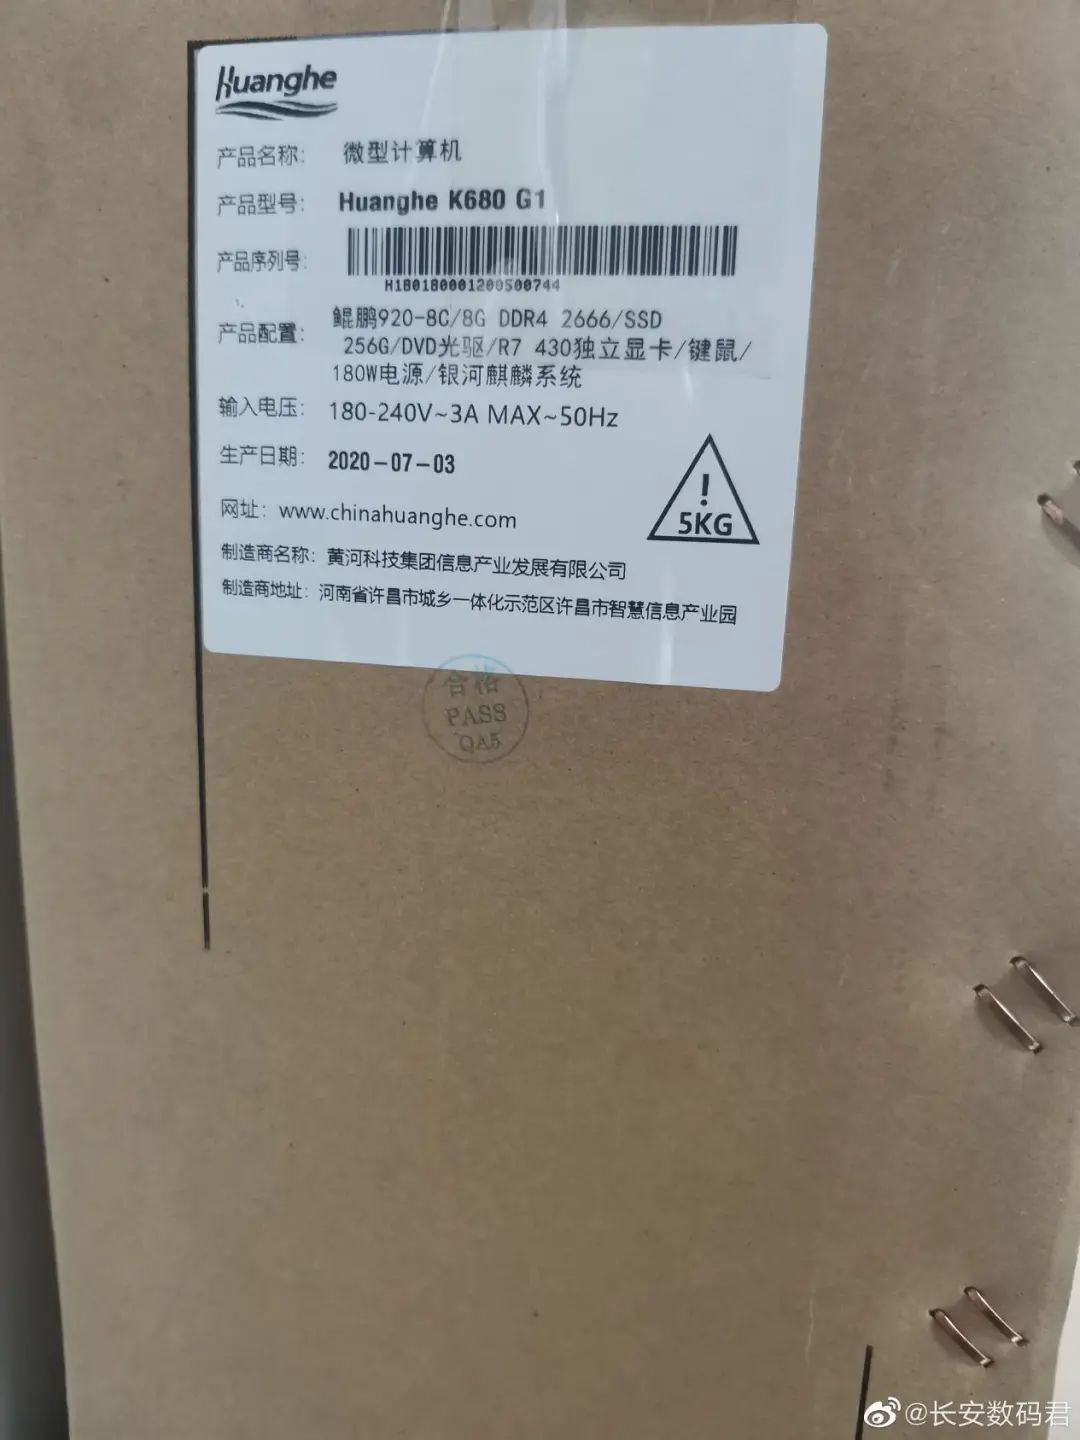 Huanghe
产品名称： 微型计算机
产品型号： Huanghe K680 G1
产品序列号：
H180180001200500744
产品配置： 鲲鹏920-8C/8G DDR4 2666/SSD
256G/DVD光驱/R7 430独立显卡/键鼠/
180W电源/银河麒麟系统
输入电压： 180-240V~3A MAX~50Hz
生产日期： 2020-07-03
网址： www.chinahuanghe.com
!
5KG
制造商名称： 黄河科技集团信息产业发展有限公司
制造商地址： 河南省许昌市城乡一体化示范区许昌市智慧信息产业园
合格
PASS
QA5
@长安数码君